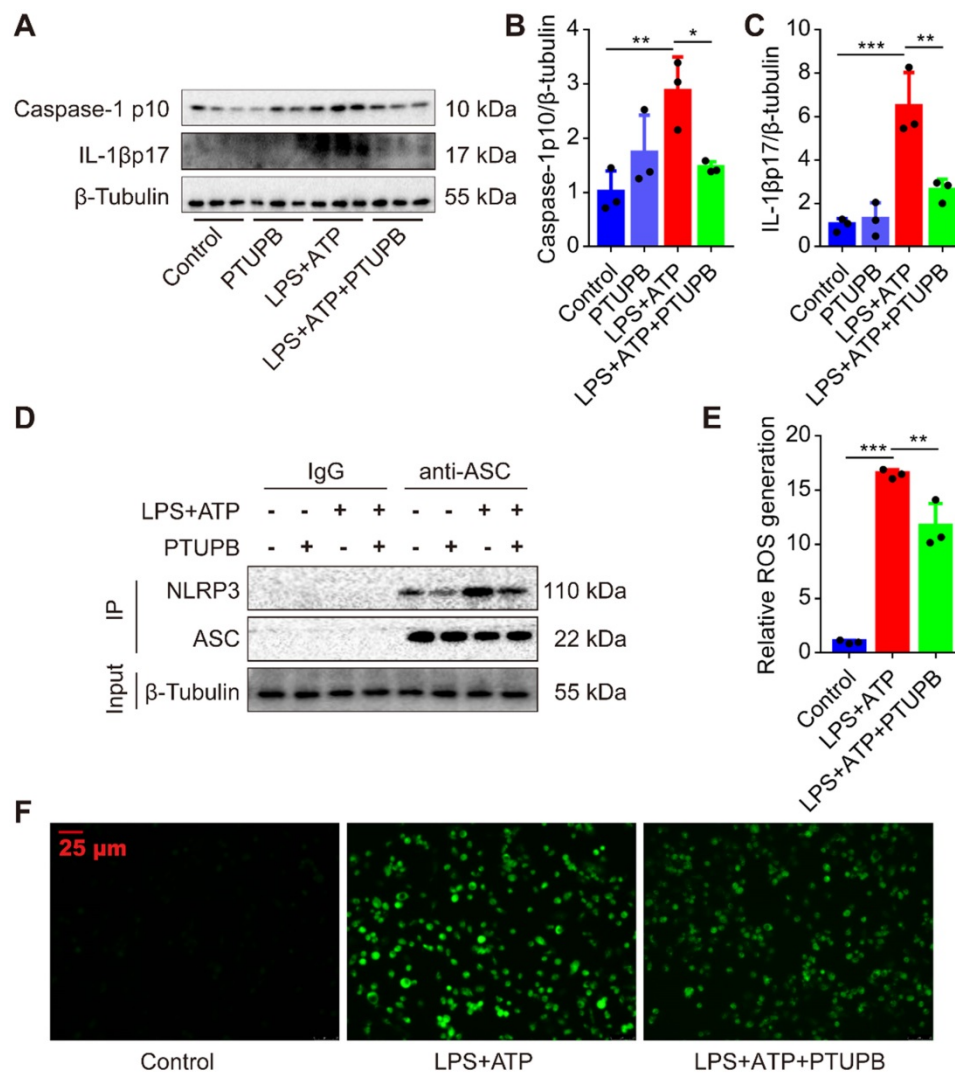 A
Caspase-1 p10
10 kDa
IL-1βp17
17 kDa
β-Tubulin
55 kDa
Control
PTUPB
LPS+ATP
LPS+ATP+PTUPB
B
Caspase-1p10/β-tubulin
4
3
2
1
0
**
*
Control
PTUPB
LPS+ATP
LPS+ATP+PTUPB
C
IL-1βp17/β-tubulin
10
8
6
4
2
0
***
**
Control
PTUPB
LPS+ATP
LPS+ATP+PTUPB
D
IgG anti-ASC
LPS+ATP - - + + - - + +
PTUPB - + - + - + - +
IP
NLRP3 110 kDa
ASC 22 kDa
Input
β-Tubulin 55 kDa
E
Relative ROS generation
20
15
10
5
0
***
**
Control
LPS+ATP
LPS+ATP+PTUPB
F
25 μm
Control
LPS+ATP
LPS+ATP+PTUPB